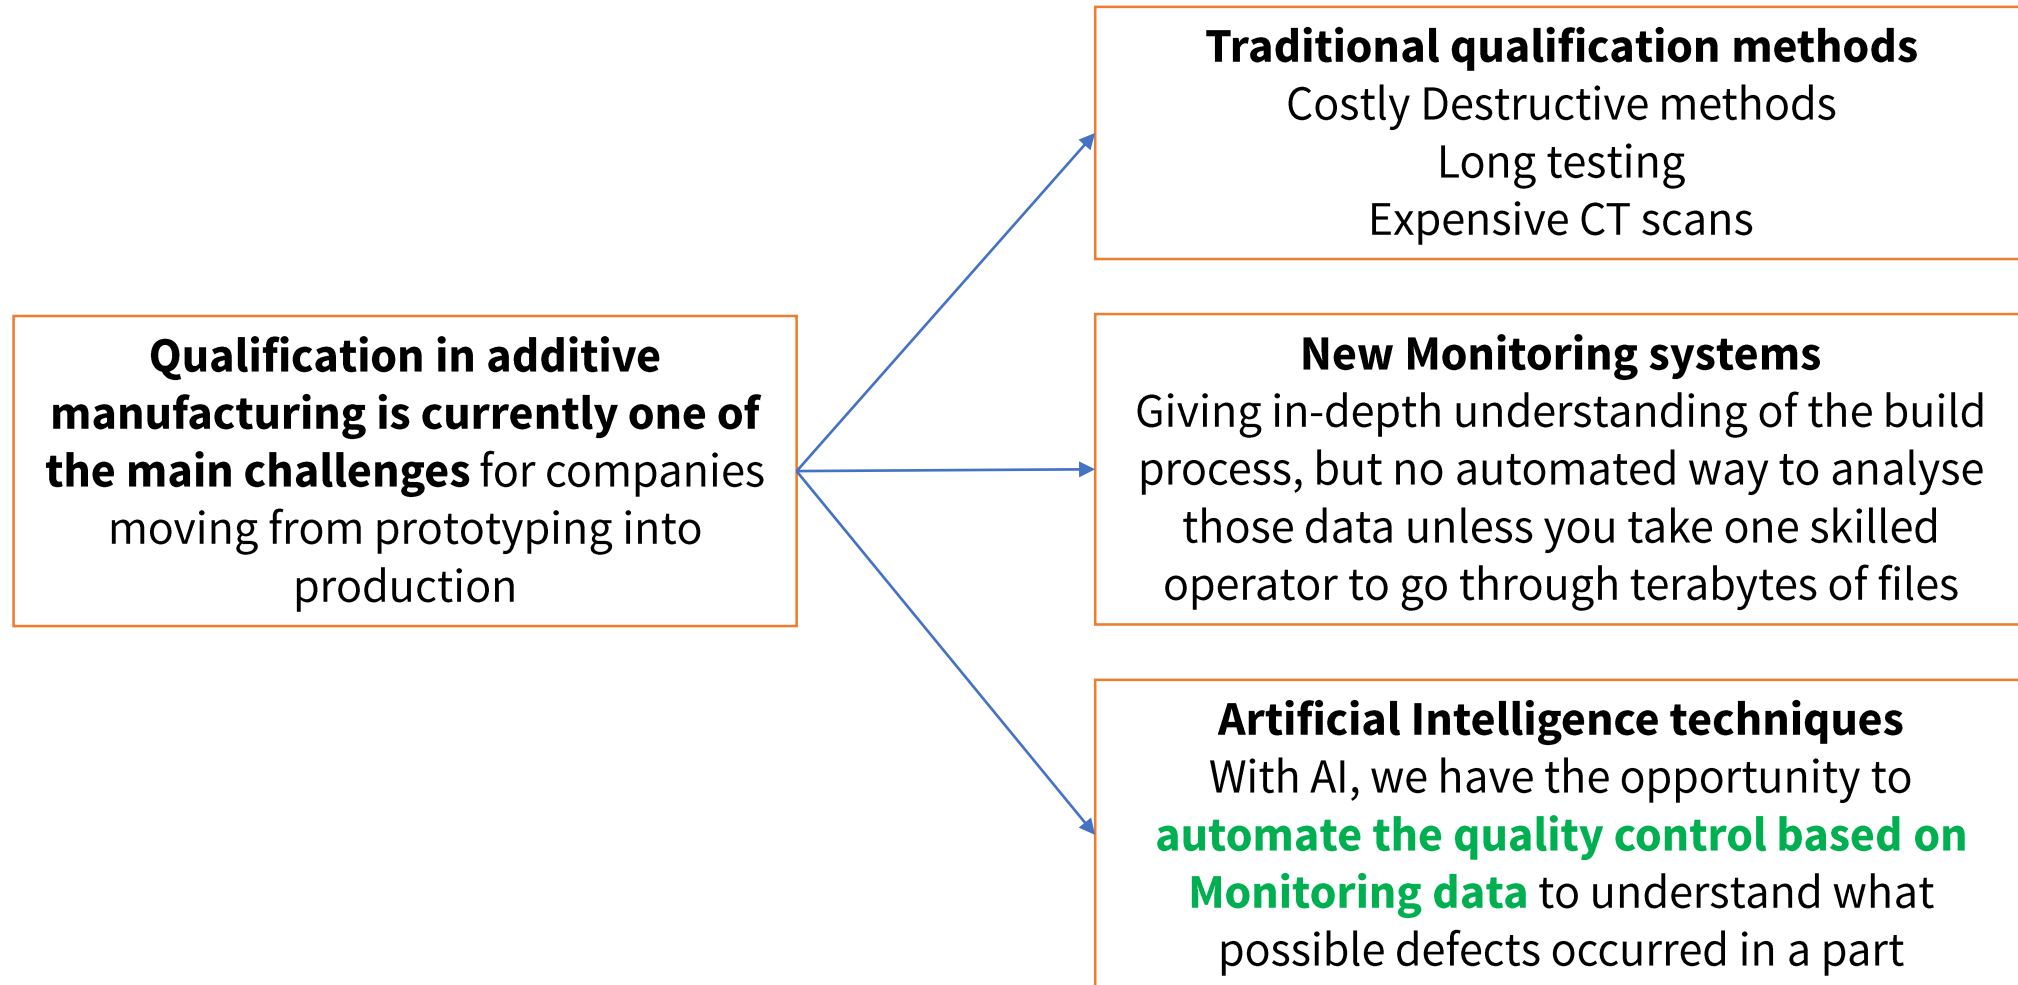 Qualification in additive
manufacturing is currently one of
the main challenges for companies
moving from prototyping into
production
Traditional qualification methods
Costly Destructive methods
Long testing
Expensive CT scans
New Monitoring systems
Giving in-depth understanding of the build
process, but no automated way to analyse
those data unless you take one skilled
operator to go through terabytes of files
Artificial Intelligence techniques
With AI, we have the opportunity to
automate the quality control based on
Monitoring data to understand what
possible defects occurred in a part